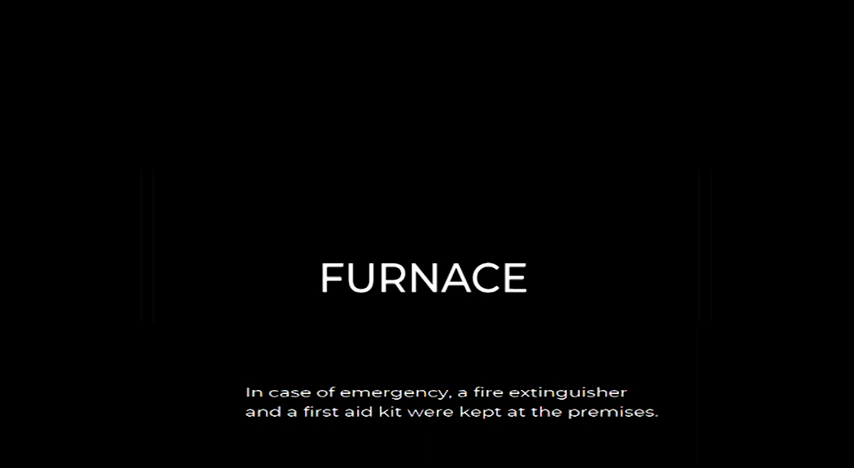 FURNACE
In case of emergency, a fire extinguisher
and a first aid kit were kept at the premises.